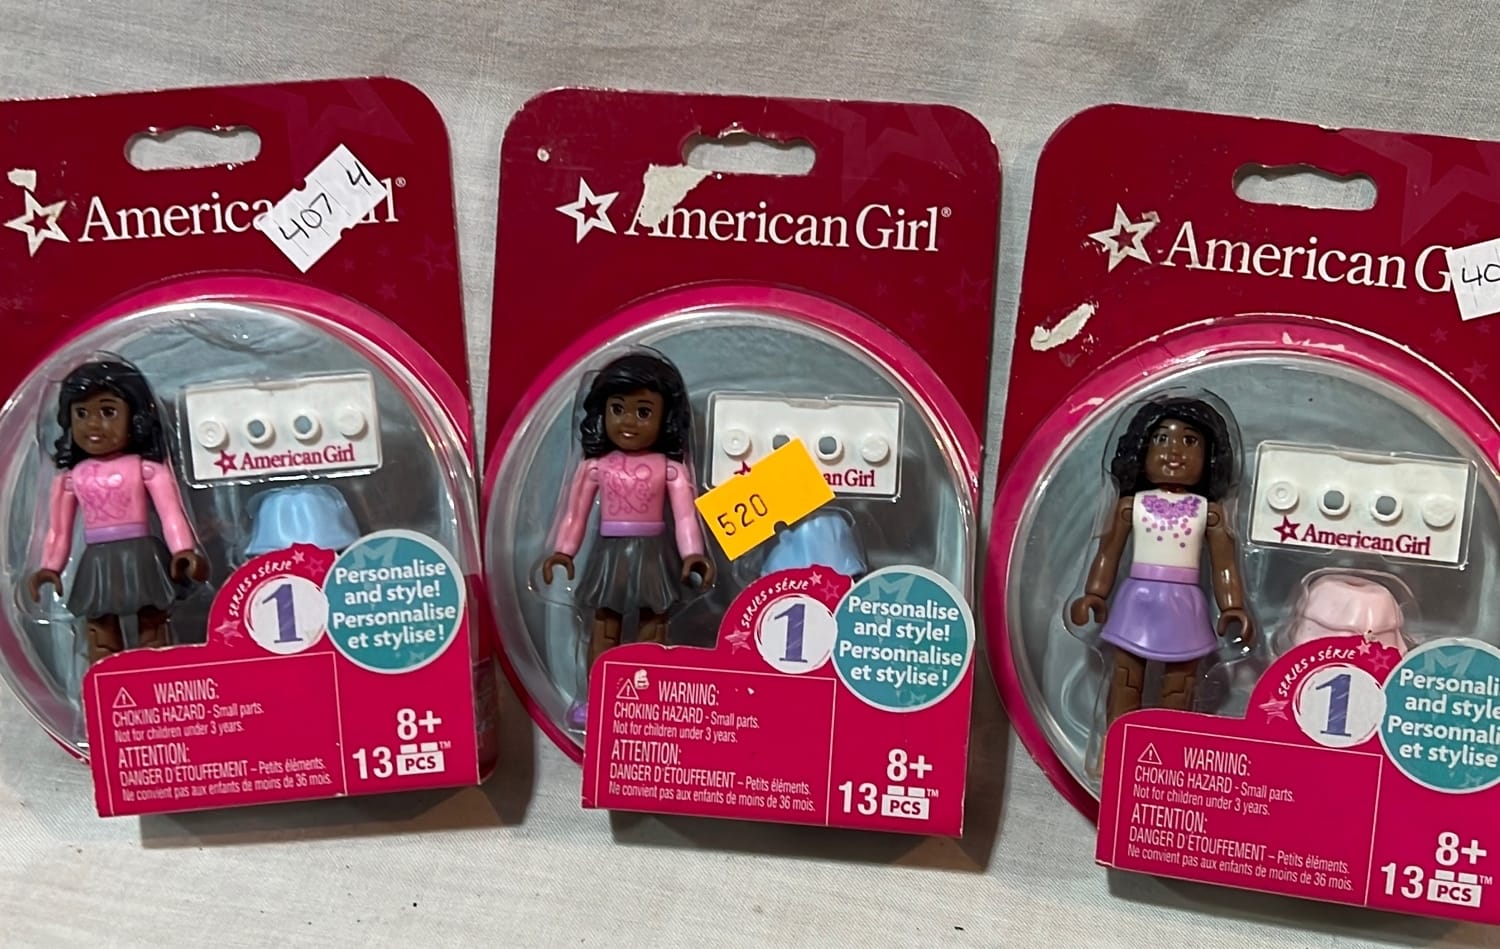 American Girl®
407 4
American Girl
SERIES • SÉRIE
1
Personalise
and style!
Personnalise
et stylise !
WARNING:
CHOKING HAZARD - Small parts.
Not for children under 3 years.
ATTENTION:
DANGER D'ÉTOUFFEMENT – Petits éléments.
Ne convient pas aux enfants de moins de 36 mois.
8+
13 PCS™
American Girl®
an Girl
520
SERIES • SÉRIE
1
Personalise
and style!
Personnalise
et stylise !
WARNING:
CHOKING HAZARD - Small parts.
Not for children under 3 years.
ATTENTION:
DANGER D'ÉTOUFFEMENT – Petits éléments.
Ne convient pas aux enfants de moins de 36 mois.
8+
13 PCS™
American G
40
American Girl
SERIES • SÉRIE
1
Personali
and style
Personnali
et stylise
WARNING:
CHOKING HAZARD - Small parts.
Not for children under 3 years.
ATTENTION:
DANGER D'ÉTOUFFEMENT – Petits éléments.
Ne convient pas aux enfants de moins de 36 mois.
8+
13 PCS™